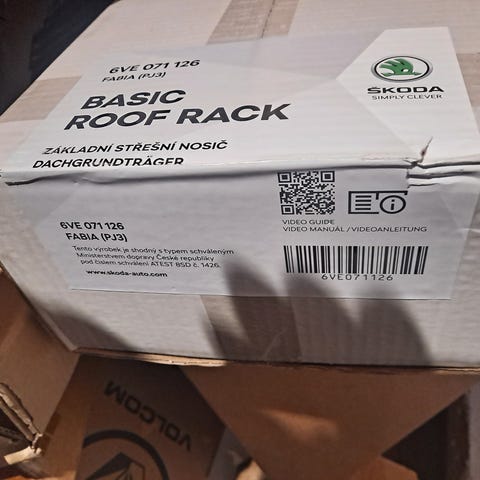 6VE 071 126
FABIA (PJ3)
BASIC
ROOF RACK
ZÁKLADNÍ STŘEŠNÍ NOSIČ
DACHGRUNDTRÄGER
ŠKODA
SIMPLY CLEVER
6VE 071 126
FABIA (PJ3)
Tento výrobek je shodný s typem schváleným
Ministerstvem dopravy České republiky
pod číslem schválení ATEST 8SD č. 1426.
www.skoda-auto.com
VIDEO GUIDE
VIDEO MANUÁL / VIDEOANLEITUNG
6VE071126
VOLCOM